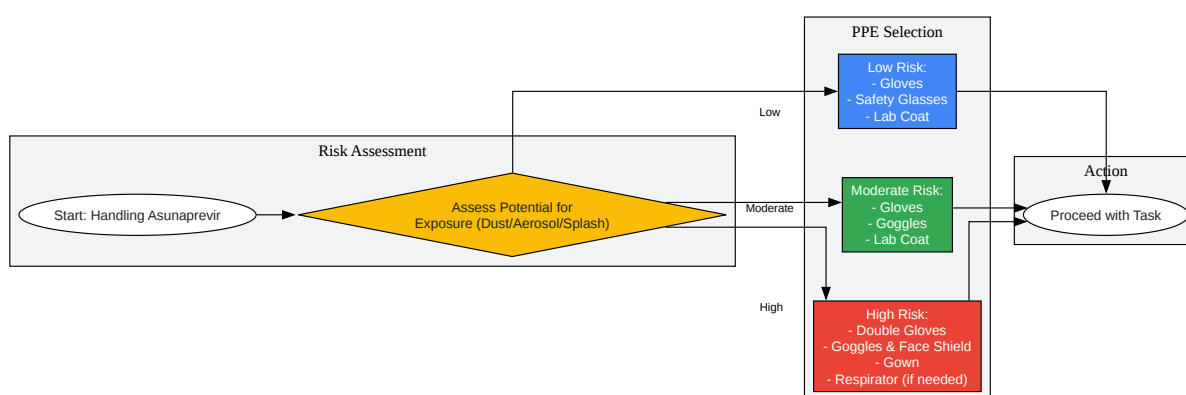 PPE Selection
Low Risk:
- Gloves
- Safety Glasses
- Lab Coat
Low
Risk Assessment
Start: Handling Asunaprevir
Assess Potential for
Exposure (Dust/Aerosol/Splash)
Moderate
Moderate Risk:
- Gloves
- Goggles
- Lab Coat
Action
Proceed with Task
High
High Risk:
- Double Gloves
- Goggles & Face Shield
- Gown
- Respirator (if needed)